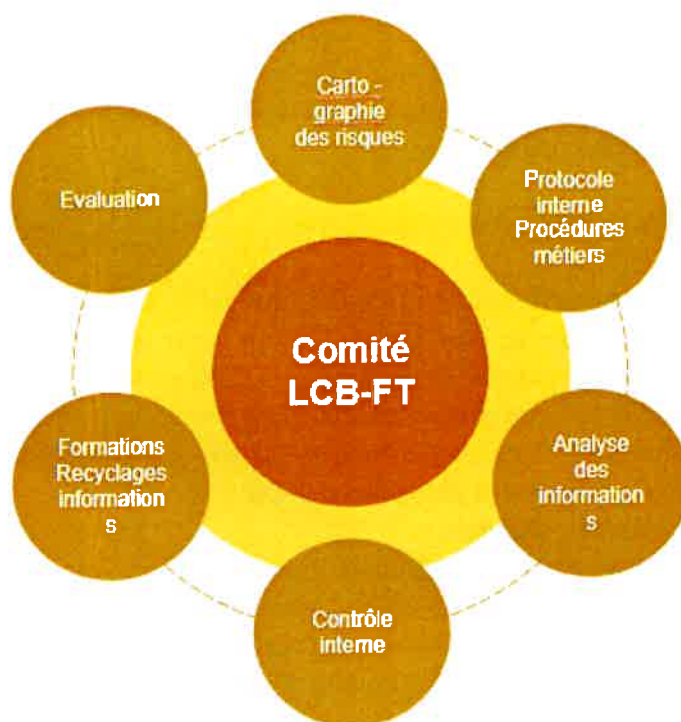 Carto -
graphie
des risques
Protocole
interne
Procédures
métiers
Analyse
des
information
s
Contrôle
interne
Formations
Recyclages
information
s
Evaluation
Comité
LCB-FT